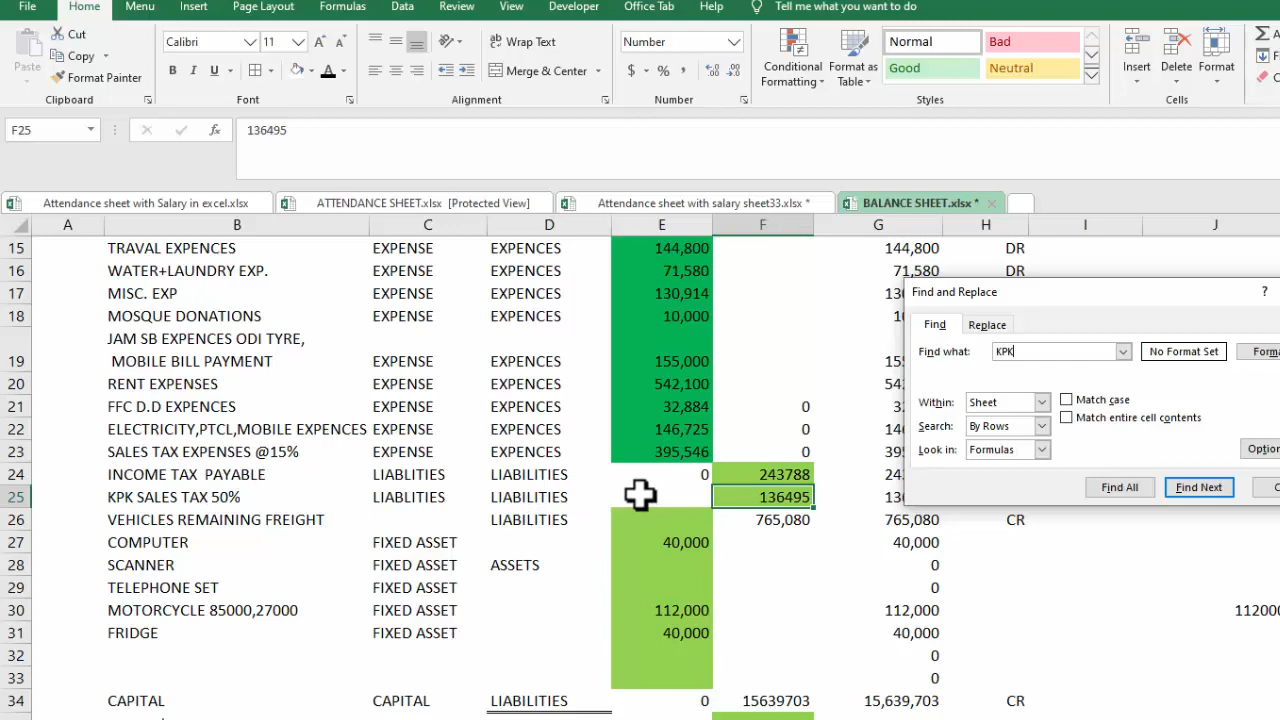 File Home Menu Insert Page Layout Formulas Data Review View Developer Office Tab Help Tell me what you want to do
Paste Cut Copy Format Painter
Calibri 11 B I U
Wrap Text Merge & Center
Number $ %
Conditional Formatting Format as Table
Normal Bad Good Neutral
Insert Delete Format
Clipboard Font Alignment Number Styles Cells
F25 fx 136495
Attendance sheet with Salary in excel.xlsx ATTENDANCE SHEET.xlsx [Protected View] Attendance sheet with salary sheet33.xlsx * BALANCE SHEET.xlsx *
A B C D E F G H I J
15 TRAVAL EXPENCES EXPENSE EXPENCES 144,800 144,800 DR
16 WATER+LAUNDRY EXP. EXPENSE EXPENCES 71,580 71,580 DR
17 MISC. EXP EXPENSE EXPENCES 130,914
18 MOSQUE DONATIONS EXPENSE EXPENCES 10,000
JAM SB EXPENCES ODI TYRE,
19 MOBILE BILL PAYMENT EXPENSE EXPENCES 155,000
20 RENT EXPENSES EXPENSE EXPENCES 542,100
21 FFC D.D EXPENCES EXPENSE EXPENCES 32,884 0
22 ELECTRICITY,PTCL,MOBILE EXPENCES EXPENSE EXPENCES 146,725 0
23 SALES TAX EXPENSES @15% EXPENSE EXPENCES 395,546 0
24 INCOME TAX PAYABLE LIABLITIES LIABILITIES 0 243788
25 KPK SALES TAX 50% LIABLITIES LIABILITIES 136495
26 VEHICLES REMAINING FREIGHT LIABILITIES 765,080 765,080 CR
27 COMPUTER FIXED ASSET 40,000 40,000
28 SCANNER FIXED ASSET ASSETS 0
29 TELEPHONE SET FIXED ASSET 0
30 MOTORCYCLE 85000,27000 FIXED ASSET 112,000 112,000
31 FRIDGE FIXED ASSET 40,000 40,000
32 0
33 0
34 CAPITAL CAPITAL LIABILITIES 0 15639703 15,639,703 CR
Find and Replace ?
Find Replace
Find what: KPK No Format Set
Within: Sheet Match case
Search: By Rows Match entire cell contents
Look in: Formulas
Find All Find Next